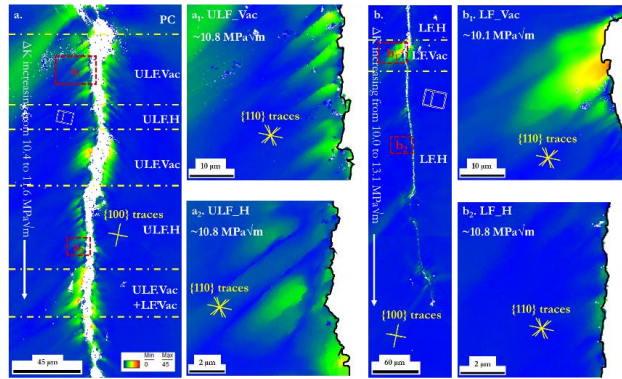 a.
PC
ΔK increasing from 10.4 to 11.6 MPa√m
ULF.Vac
ULF.H
ULF.Vac
{100} traces
ULF.H
ULF.Vac
+LF.Vac
45 μm
Min Max
0 45
a₁. ULF_Vac
~10.8 MPa√m
{110} traces
10 μm
a₂. ULF_H
~10.8 MPa√m
{110} traces
2 μm
b.
LF.H
LF.Vac
LF.H
ΔK increasing from 10.0 to 13.1 MPa√m
{100} traces
60 μm
b₁. LF_Vac
~10.1 MPa√m
{110} traces
10 μm
b₂. LF_H
~10.8 MPa√m
{110} traces
2 μm